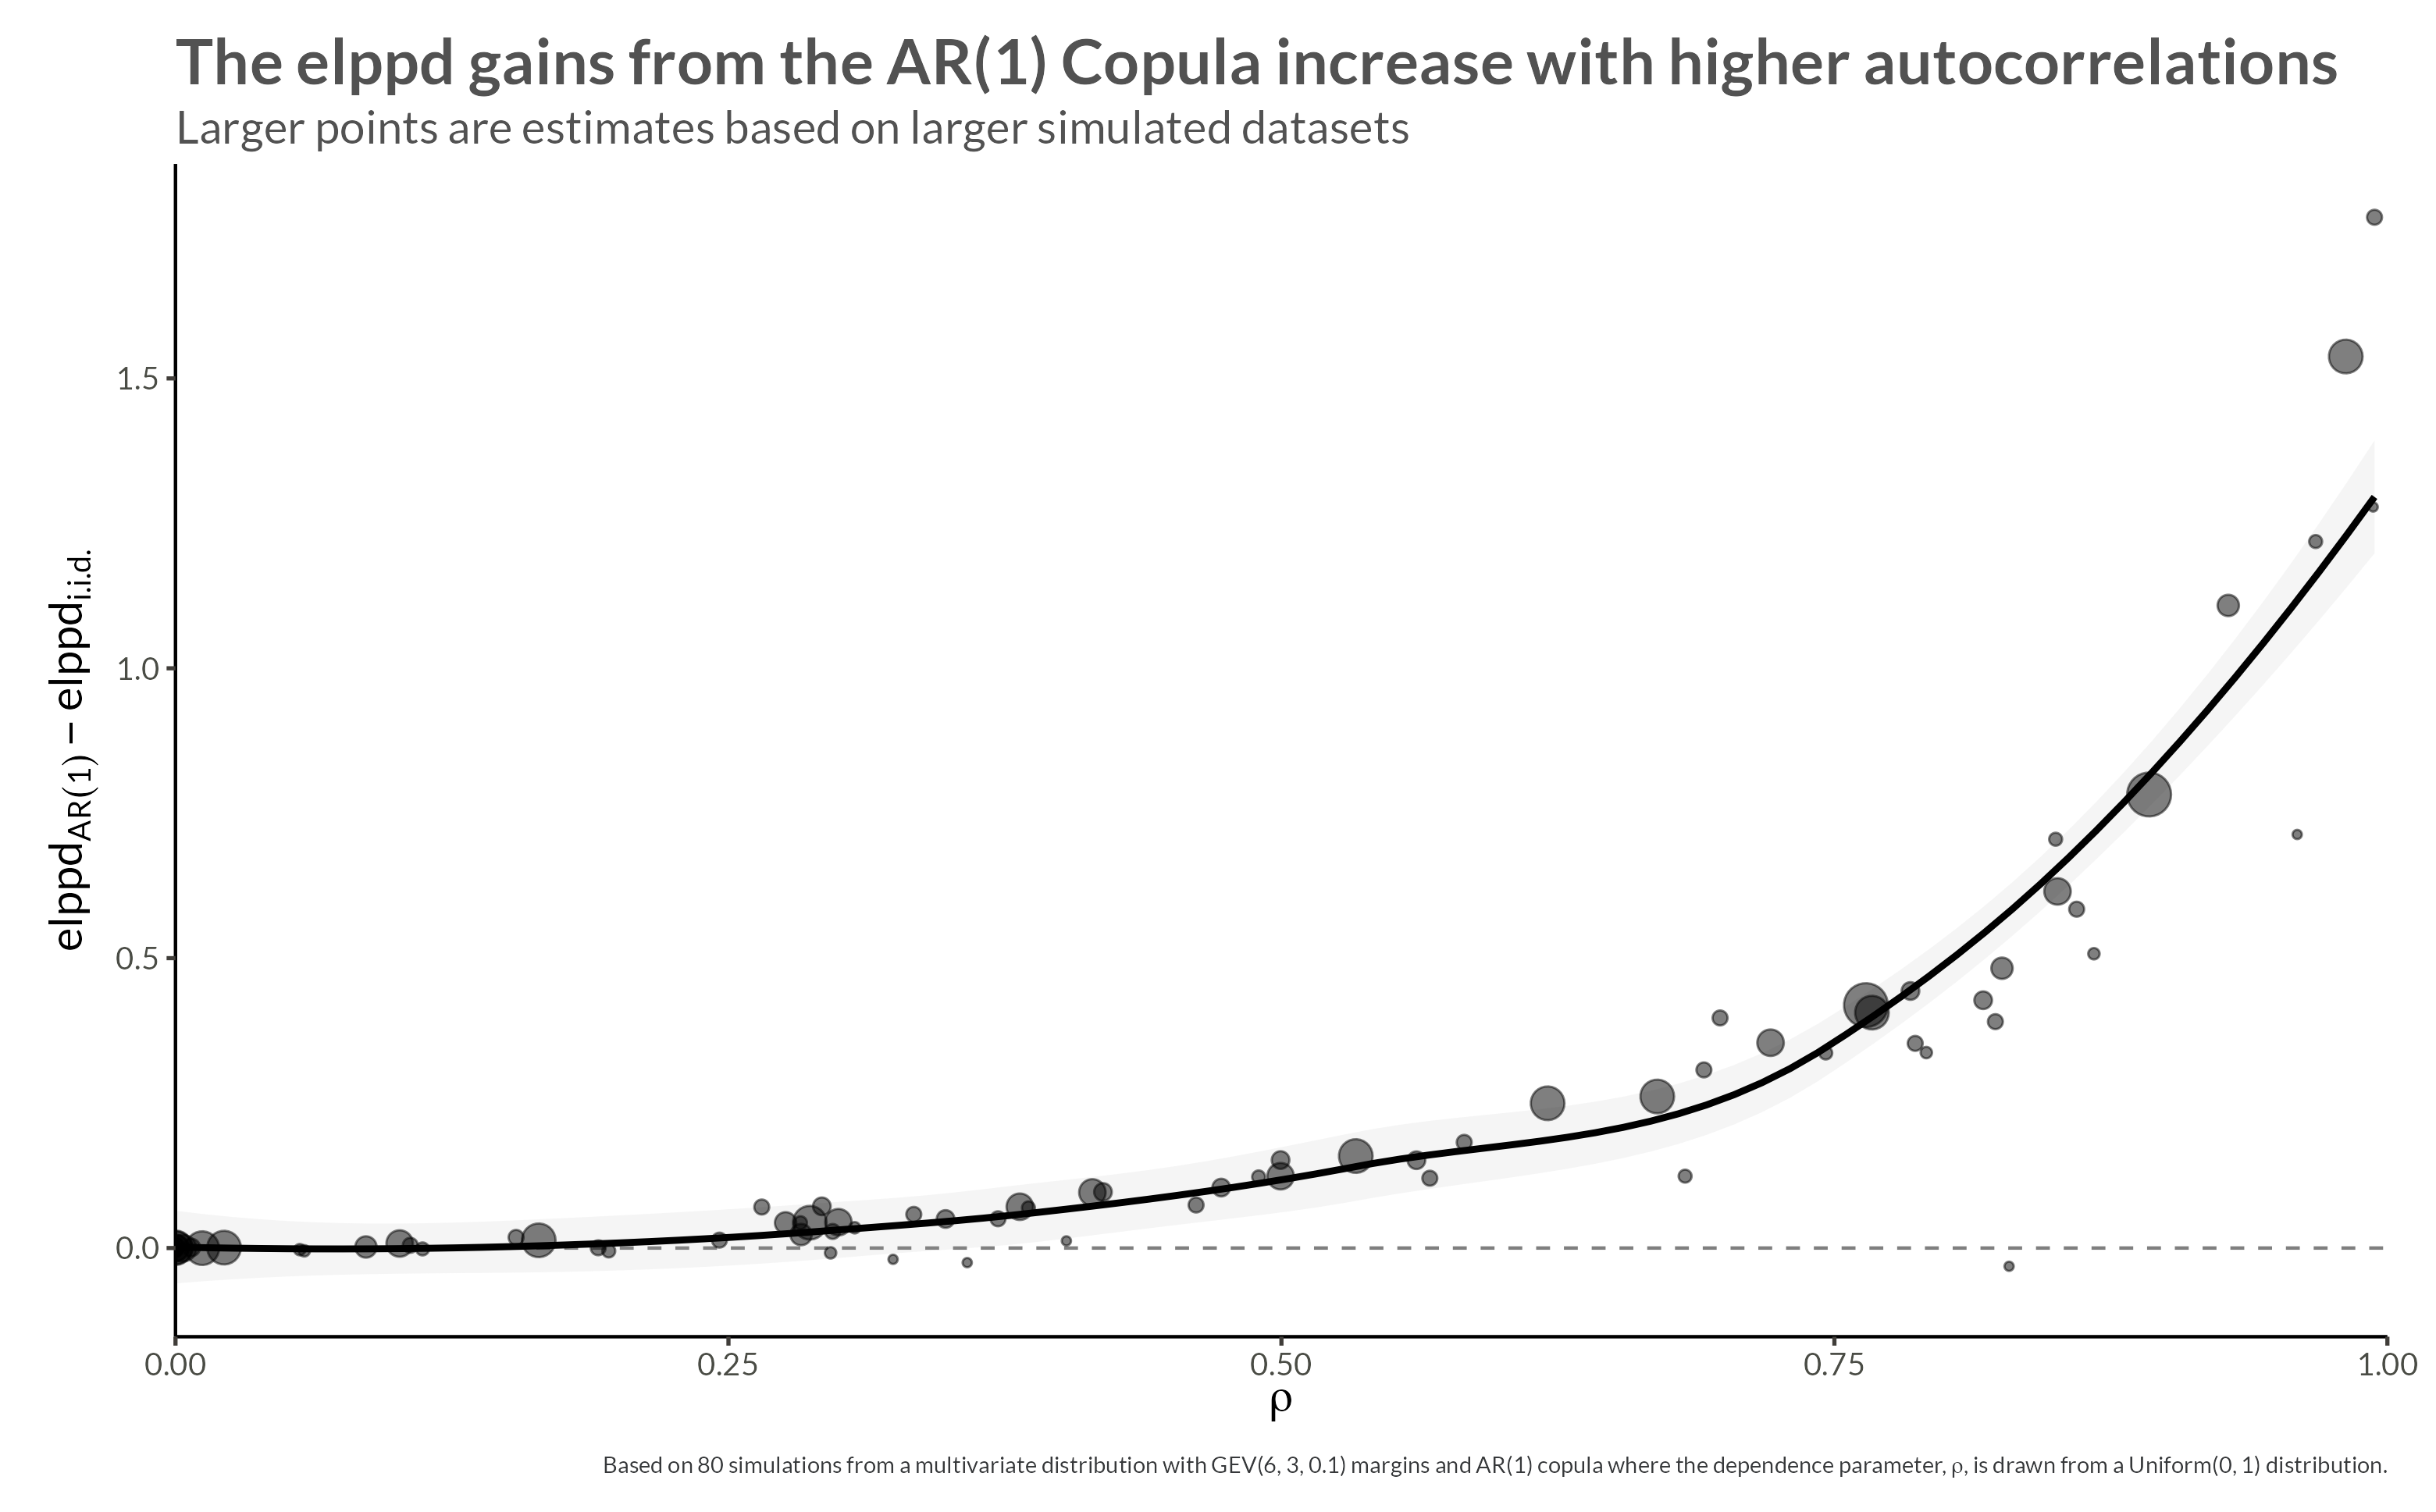 The elppd gains from the AR(1) Copula increase with higher autocorrelations
Larger points are estimates based on larger simulated datasets
elppd_AR(1) − elppd_i.i.d.
1.5
1.0
0.5
0.0
0.00 0.25 0.50 0.75 1.00
ρ
Based on 80 simulations from a multivariate distribution with GEV(6, 3, 0.1) margins and AR(1) copula where the dependence parameter, ρ, is drawn from a Uniform(0, 1) distribution.